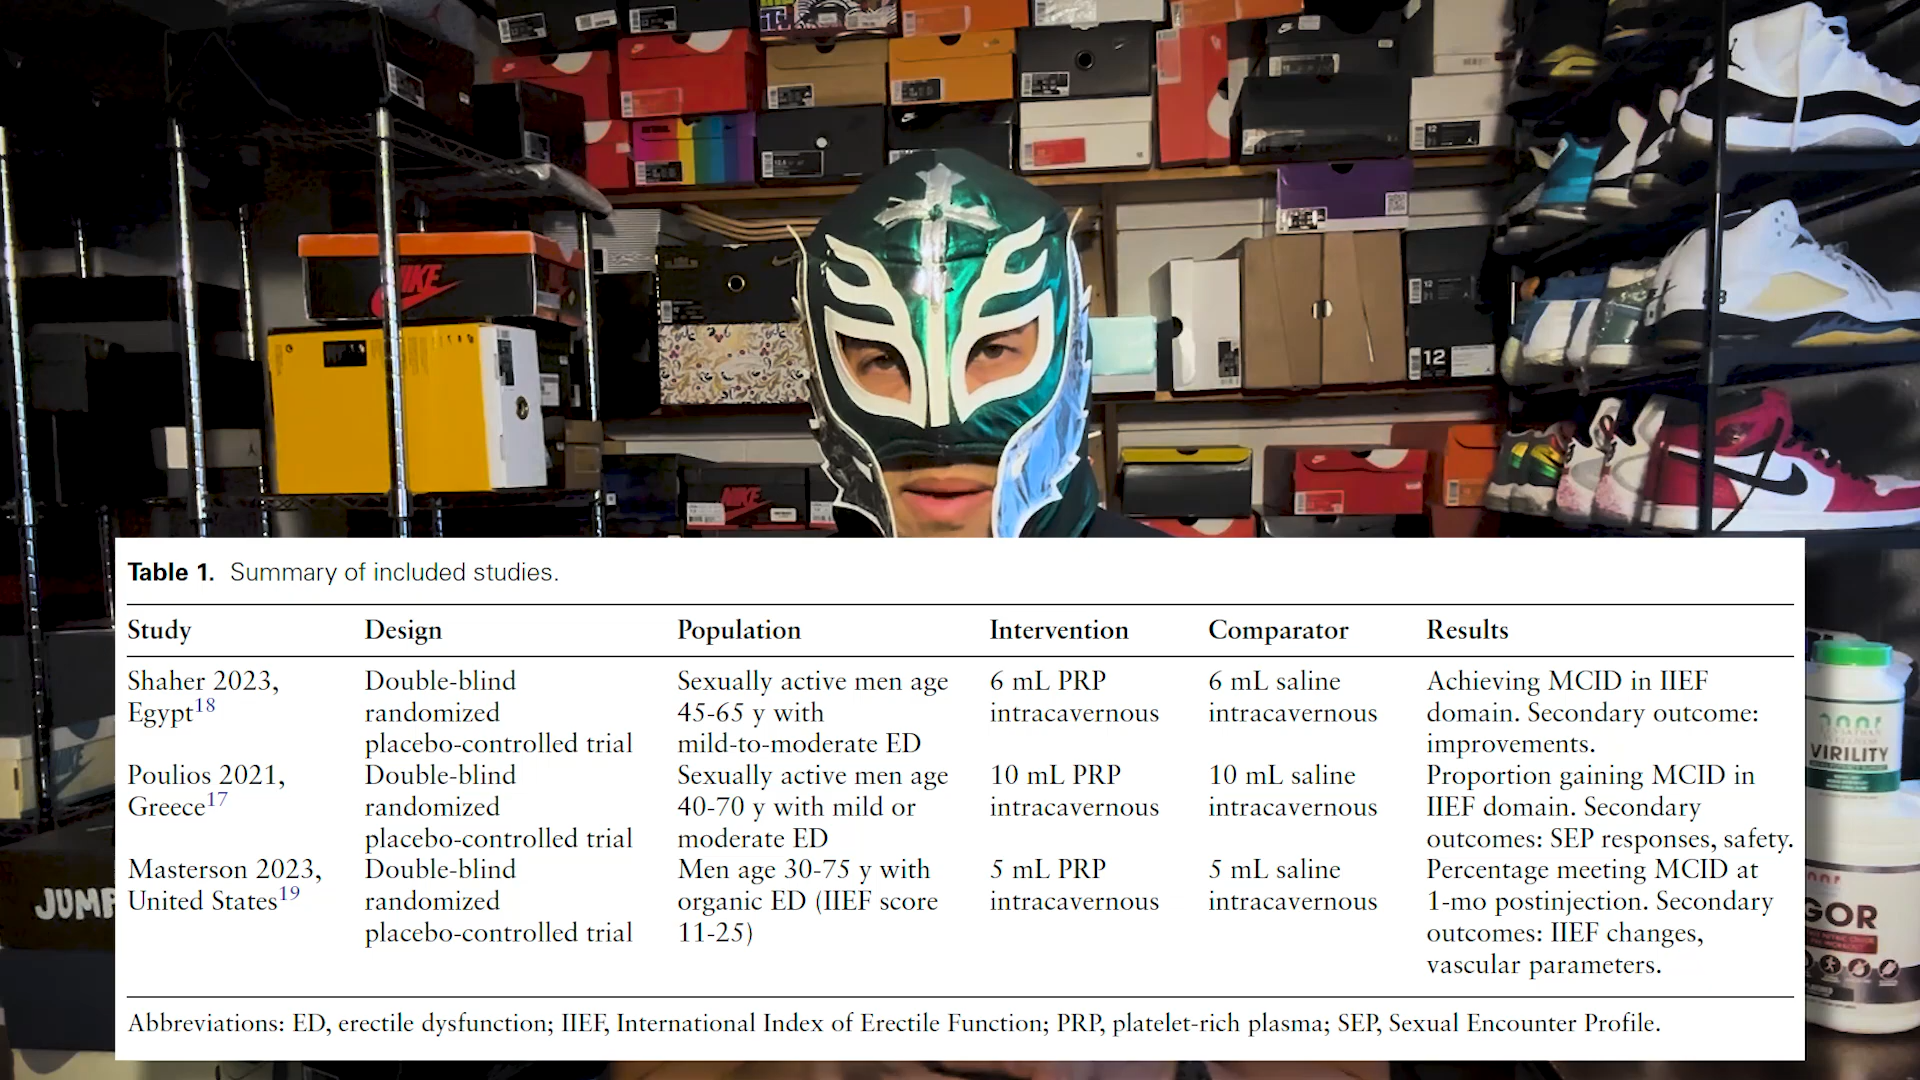 NIKE
12
NIKE
JUMP
VIRILITY
GOR
Table 1. Summary of included studies.
Study Design Population Intervention Comparator Results
Shaher 2023, Egypt18
Double-blind randomized placebo-controlled trial
Sexually active men age 45-65 y with mild-to-moderate ED
6 mL PRP intracavernous
6 mL saline intracavernous
Achieving MCID in IIEF domain. Secondary outcome: improvements.
Poulios 2021, Greece17
Double-blind randomized placebo-controlled trial
Sexually active men age 40-70 y with mild or moderate ED
10 mL PRP intracavernous
10 mL saline intracavernous
Proportion gaining MCID in IIEF domain. Secondary outcomes: SEP responses, safety.
Masterson 2023, United States19
Double-blind randomized placebo-controlled trial
Men age 30-75 y with organic ED (IIEF score 11-25)
5 mL PRP intracavernous
5 mL saline intracavernous
Percentage meeting MCID at 1-mo postinjection. Secondary outcomes: IIEF changes, vascular parameters.
Abbreviations: ED, erectile dysfunction; IIEF, International Index of Erectile Function; PRP, platelet-rich plasma; SEP, Sexual Encounter Profile.